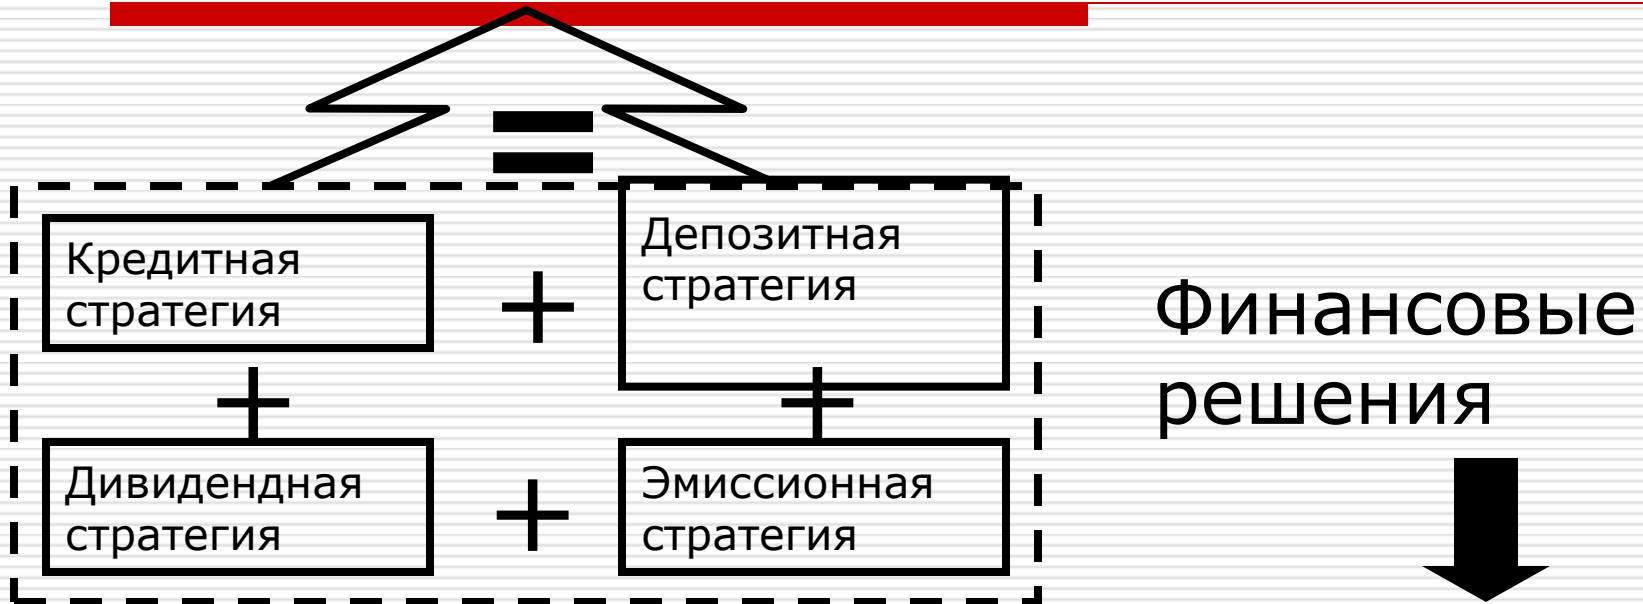 =
Кредитная
стратегия
+
Депозитная
стратегия
+
+
Дивидендная
стратегия
+
Эмиссионная
стратегия
Финансовые
решения